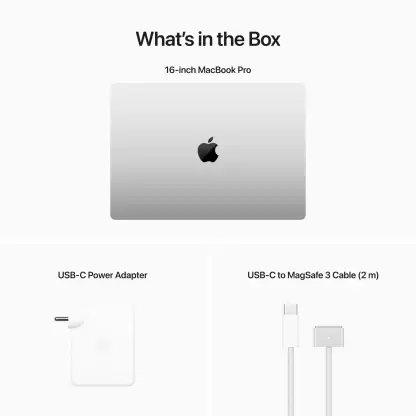 What's in the Box
16-inch MacBook Pro
USB-C Power Adapter
USB-C to MagSafe 3 Cable (2 m)